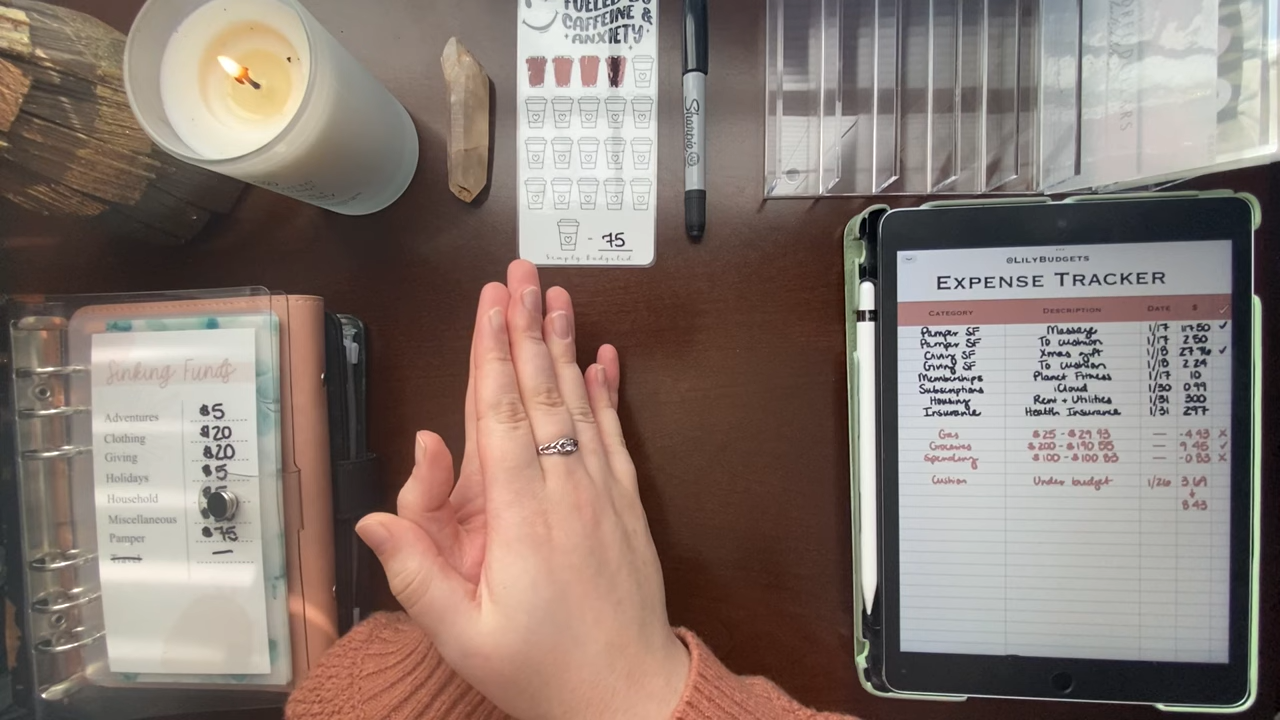 FUELED BY
CAFFEINE &
ANXIETY
- 75
Simply Budgeted
Sharpie
Sinking Funds
Adventures $5
Clothing $20
Giving $20
Holidays $5
Household
Miscellaneous
Pamper $75
Travel —
@LILYBUDGETS
EXPENSE TRACKER
CATEGORY DESCRIPTION DATE $ ✓
Pamper SF Massage 1/17 117.50 ✓
Pamper SF To cushion 1/17 2.50
Giving SF Xmas gift 1/18 27.76 ✓
Giving SF To cushion 1/18 2.24
Memberships Planet Fitness 1/17 10
Subscriptions iCloud 1/30 0.99
Housing Rent + Utilities 1/31 300
Insurance Health Insurance 1/31 297
Gas $25 - $29.93 — -4.93 x
Groceries $200 - $190.55 — 9.45 ✓
Spending $100 - $100.83 — -0.83 x
Cushion Under budget 1/26 3.69
↓
8.43